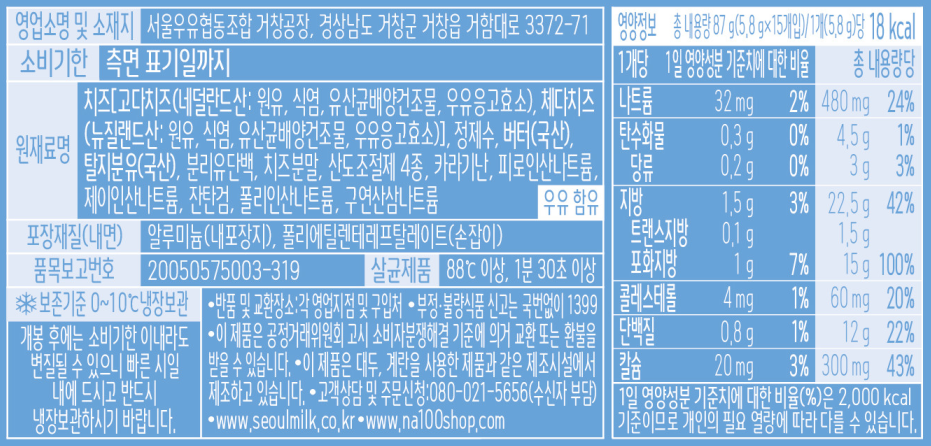 영업소명 및 소재지 서울우유협동조합 거창공장, 경상남도 거창군 거창읍 거함대로 3372-71
소비기한 측면 표기일까지
원재료명
치즈[고다치즈(네덜란드산: 원유, 식염, 유산균배양건조물, 우유응고효소), 체다치즈
(뉴질랜드산: 원유, 식염, 유산균배양건조물, 우유응고효소)], 정제수, 버터(국산),
탈지분유(국산), 분리유단백, 치즈분말, 산도조절제 4종, 카라기난, 피로인산나트륨,
제이인산나트륨, 잔탄검, 폴리인산나트륨, 구연산삼나트륨
우유 함유
포장재질(내면) 알루미늄(내포장지), 폴리에틸렌테레프탈레이트(손잡이)
품목보고번호 20050575003-319 살균제품 88℃ 이상, 1분 30초 이상
보존기준 0~10℃ 냉장보관
개봉 후에는 소비기한 이내라도
변질될 수 있으니 빠른 시일
내에 드시고 반드시
냉장보관하시기 바랍니다.
•반품 및 교환장소:각 영업지점 및 구입처 •부정·불량식품 신고는 국번없이 1399
•이 제품은 공정거래위원회 고시 소비자분쟁해결 기준에 의거 교환 또는 환불을
받을 수 있습니다. •이 제품은 대두, 계란을 사용한 제품과 같은 제조시설에서
제조하고 있습니다. •고객상담 및 주문신청:080-021-5656(수신자 부담)
•www.seoulmilk.co.kr •www.na100shop.com
영양정보 총 내용량 87 g(5.8 g×15개입)/1개(5.8 g)당 18 kcal
1개당 1일 영양성분 기준치에 대한 비율 총 내용량당
나트륨 32 mg 2% 480 mg 24%
탄수화물 0.3 g 0% 4.5 g 1%
당류 0.2 g 0% 3 g 3%
지방 1.5 g 3% 22.5 g 42%
트랜스지방 0.1 g 1.5 g
포화지방 1 g 7% 15 g 100%
콜레스테롤 4 mg 1% 60 mg 20%
단백질 0.8 g 1% 12 g 22%
칼슘 20 mg 3% 300 mg 43%
1일 영양성분 기준치에 대한 비율(%)은 2,000 kcal
기준이므로 개인의 필요 열량에 따라 다를 수 있습니다.